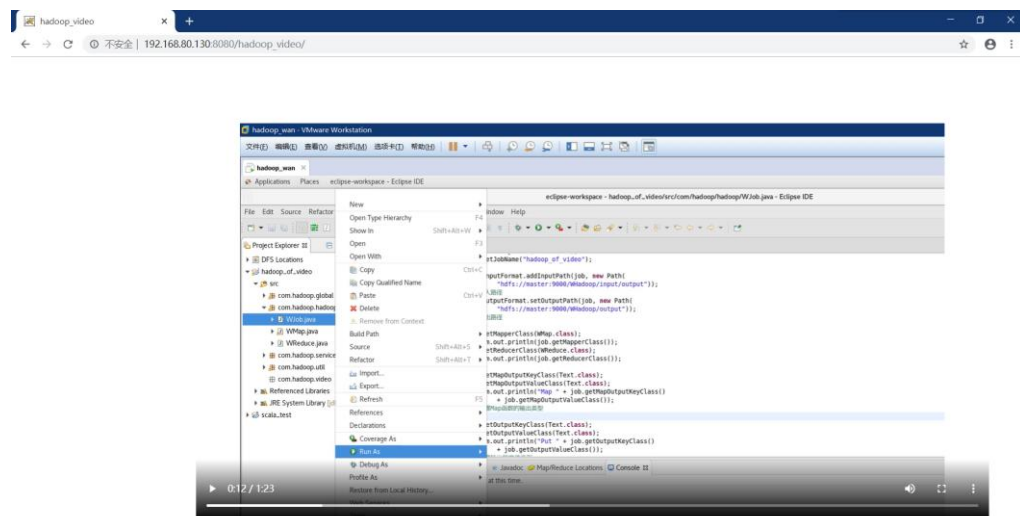 hadoop_video
不安全 | 192.168.80.130:8080/hadoop_video/
hadoop_wan - VMware Workstation
文件(F) 编辑(E) 查看(V) 虚拟机(M) 选项卡(T) 帮助(H)
hadoop_wan
Applications Places eclipse-workspace - Eclipse IDE
eclipse-workspace - hadoop_of_video/src/com/hadoop/hadoop/WJob.java - Eclipse IDE
File Edit Source Refactor
indow Help
Project Explorer
DFS Locations
hadoop_of_video
src
com.hadoop.global
com.hadoop.hadoop
WJob.java
WMap.java
WReduce.java
com.hadoop.service
com.hadoop.util
com.hadoop.video
Referenced Libraries
JRE System Library
scala_test
New
Open Type Hierarchy F4
Show In Shift+Alt+W
Open F3
Open With
Copy Ctrl+C
Copy Qualified Name
Paste Ctrl+V
Delete
Remove from Context
Build Path
Source Shift+Alt+S
Refactor Shift+Alt+T
Import...
Export...
Refresh F5
References
Declarations
Coverage As
Run As
Debug As
Profile As
Restore from Local History...
etJobName("hadoop_of_video");
nputFormat.addInputPath(job, new Path(
"hdfs://master:9000/WHadoop/input/output"));
utputFormat.setOutputPath(job, new Path(
"hdfs://master:9000/WHadoop/output"));
etMapperClass(WMap.class);
m.out.println(job.getMapperClass());
etReducerClass(WReduce.class);
m.out.println(job.getReducerClass());
etMapOutputKeyClass(Text.class);
etMapOutputValueClass(Text.class);
m.out.println("Map " + job.getMapOutputKeyClass()
+ job.getMapOutputValueClass());
etOutputKeyClass(Text.class);
etOutputValueClass(Text.class);
m.out.println("Put " + job.getOutputKeyClass()
+ job.getOutputValueClass());
Javadoc Map/Reduce Locations Console
at this time.
0:12 / 1:23